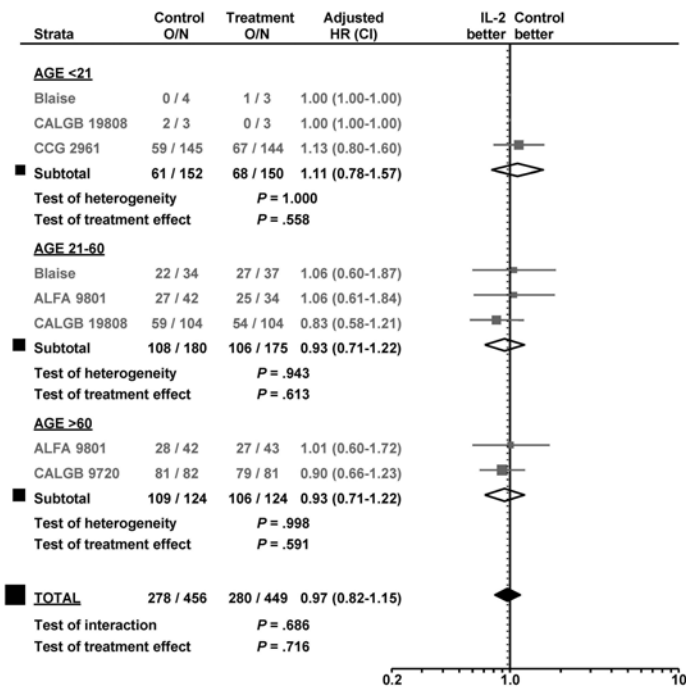 Control Treatment Adjusted IL-2 Control
Strata O/N O/N HR (CI) better better
AGE <21
Blaise 0 / 4 1 / 3 1.00 (1.00-1.00)
CALGB 19808 2 / 3 0 / 3 1.00 (1.00-1.00)
CCG 2961 59 / 145 67 / 144 1.13 (0.80-1.60)
Subtotal 61 / 152 68 / 150 1.11 (0.78-1.57)
Test of heterogeneity P = 1.000
Test of treatment effect P = .558
AGE 21-60
Blaise 22 / 34 27 / 37 1.06 (0.60-1.87)
ALFA 9801 27 / 42 25 / 34 1.06 (0.61-1.84)
CALGB 19808 59 / 104 54 / 104 0.83 (0.58-1.21)
Subtotal 108 / 180 106 / 175 0.93 (0.71-1.22)
Test of heterogeneity P = .943
Test of treatment effect P = .613
AGE >60
ALFA 9801 28 / 42 27 / 43 1.01 (0.60-1.72)
CALGB 9720 81 / 82 79 / 81 0.90 (0.66-1.23)
Subtotal 109 / 124 106 / 124 0.93 (0.71-1.22)
Test of heterogeneity P = .998
Test of treatment effect P = .591
TOTAL 278 / 456 280 / 449 0.97 (0.82-1.15)
Test of interaction P = .686
Test of treatment effect P = .716
0.2 1.0 10